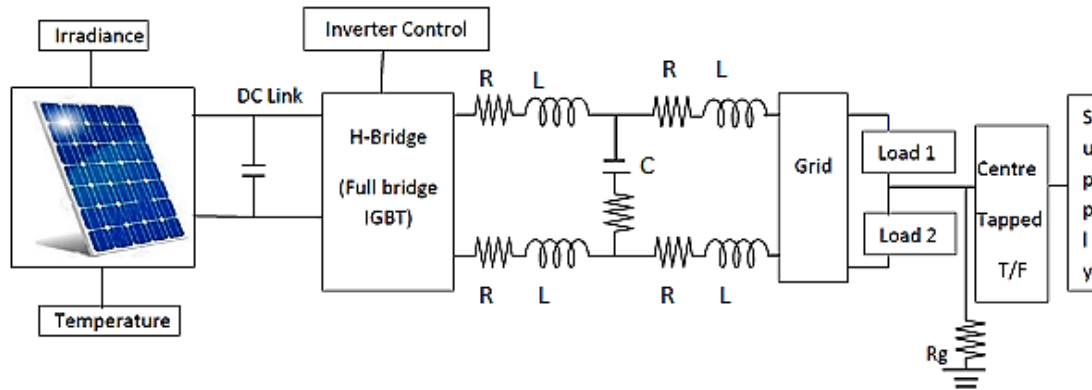 Irradiance
Inverter Control
R L
R L
DC Link
H-Bridge
(Full bridge
IGBT)
C
Grid
Load 1
Load 2
Centre
Tapped
T/F
S
u
p
p
l
y
R L
R L
Temperature
Rg